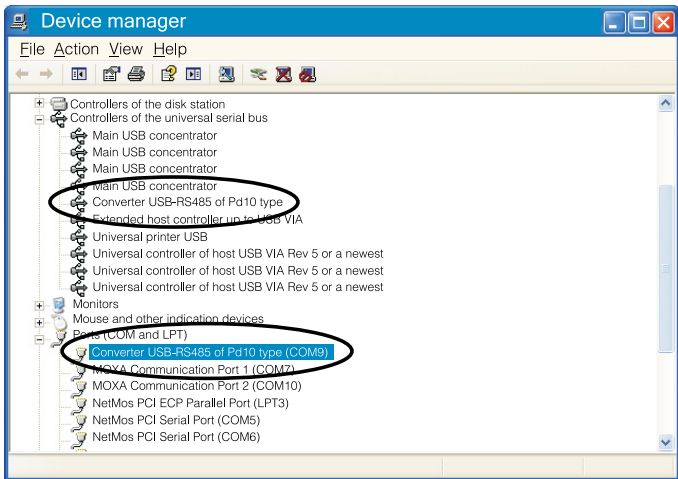 Device manager
File Action View Help
Controllers of the disk station
Controllers of the universal serial bus
Main USB concentrator
Main USB concentrator
Main USB concentrator
Main USB concentrator
Converter USB-RS485 of Pd10 type
Extended host controller up to USB VIA
Universal printer USB
Universal controller of host USB VIA Rev 5 or a newest
Universal controller of host USB VIA Rev 5 or a newest
Universal controller of host USB VIA Rev 5 or a newest
Monitors
Mouse and other indication devices
Ports (COM and LPT)
Converter USB-RS485 of Pd10 type (COM9)
MOXA Communication Port 1 (COM7)
MOXA Communication Port 2 (COM10)
NetMos PCI ECP Parallel Port (LPT3)
NetMos PCI Serial Port (COM5)
NetMos PCI Serial Port (COM6)